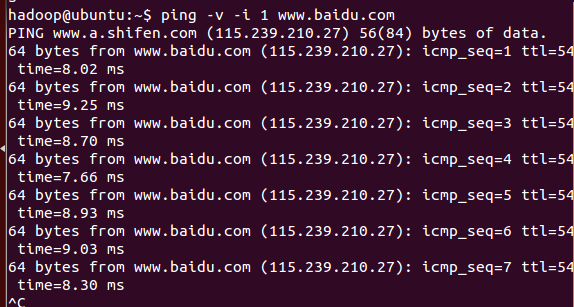 hadoop@ubuntu:~$ ping -v -i 1 www.baidu.com
PING www.a.shifen.com (115.239.210.27) 56(84) bytes of data.
64 bytes from www.baidu.com (115.239.210.27): icmp_seq=1 ttl=54
 time=8.02 ms
64 bytes from www.baidu.com (115.239.210.27): icmp_seq=2 ttl=54
 time=9.25 ms
64 bytes from www.baidu.com (115.239.210.27): icmp_seq=3 ttl=54
 time=8.70 ms
64 bytes from www.baidu.com (115.239.210.27): icmp_seq=4 ttl=54
 time=7.66 ms
64 bytes from www.baidu.com (115.239.210.27): icmp_seq=5 ttl=54
 time=8.93 ms
64 bytes from www.baidu.com (115.239.210.27): icmp_seq=6 ttl=54
 time=9.03 ms
64 bytes from www.baidu.com (115.239.210.27): icmp_seq=7 ttl=54
 time=8.30 ms
^C